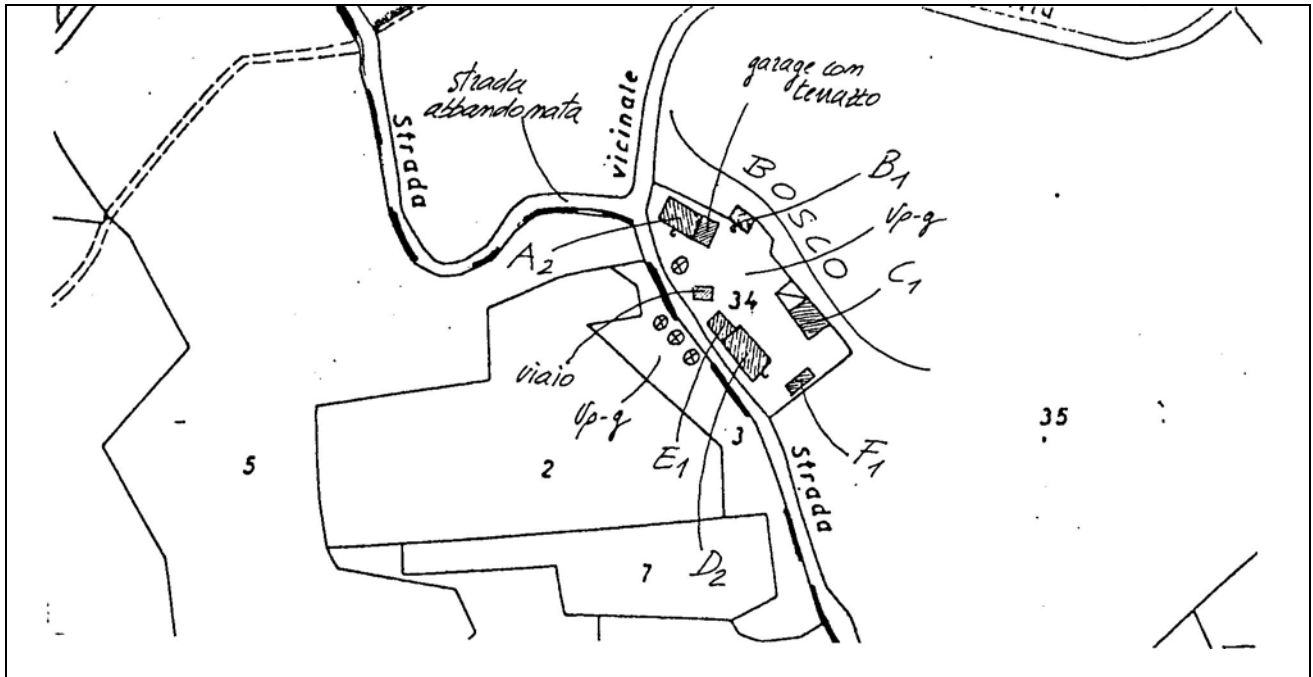 strada
abbandonata
Strada
vicinale
garage con
terrazzo
BOSCO
B1
Vp-g
A2
C1
34
viaio
Vp-g
E1
3
F1
35
5
2
Strada
7
D2